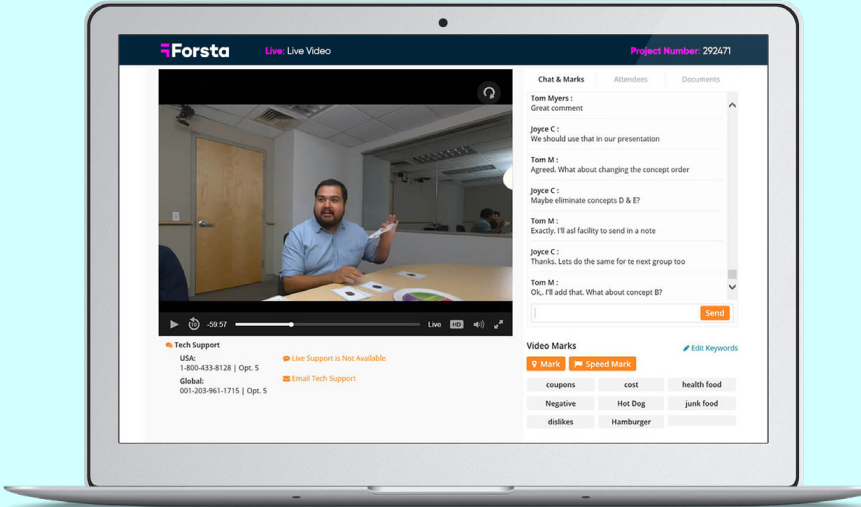 Forsta
Live: Live Video
Project Number: 292471
Chat & Marks
Attendees
Documents
Tom Myers :
Great comment
Joyce C :
We should use that in our presentation
Tom M :
Agreed. What about changing the concept order
Joyce C :
Maybe eliminate concepts D & E?
Tom M :
Exactly. I'll asl facility to send in a note
Joyce C :
Thanks. Lets do the same for te next group too
Tom M :
Ok,. I'll add that. What about concept B?
Send
10
-59:57
Live
HD
Tech Support
USA:
1-800-433-8128 | Opt. 5
Global:
001-203-961-1715 | Opt. 5
Live Support is Not Available
Email Tech Support
Video Marks
Edit Keywords
Mark
Speed Mark
coupons
cost
health food
Negative
Hot Dog
junk food
dislikes
Hamburger